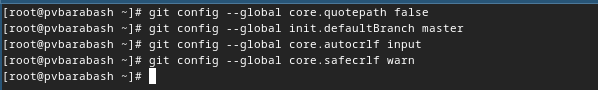 [root@pvbarabash ~]# git config --global core.quotepath false
[root@pvbarabash ~]# git config --global init.defaultBranch master
[root@pvbarabash ~]# git config --global core.autocrlf input
[root@pvbarabash ~]# git config --global core.safecrlf warn
[root@pvbarabash ~]#